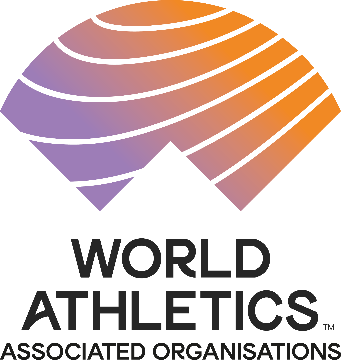 WORLD
ATHLETICS™
ASSOCIATED ORGANISATIONS